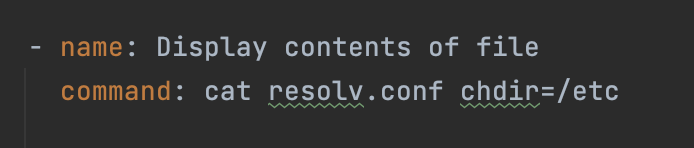 - name: Display contents of file
command: cat resolv.conf chdir=/etc